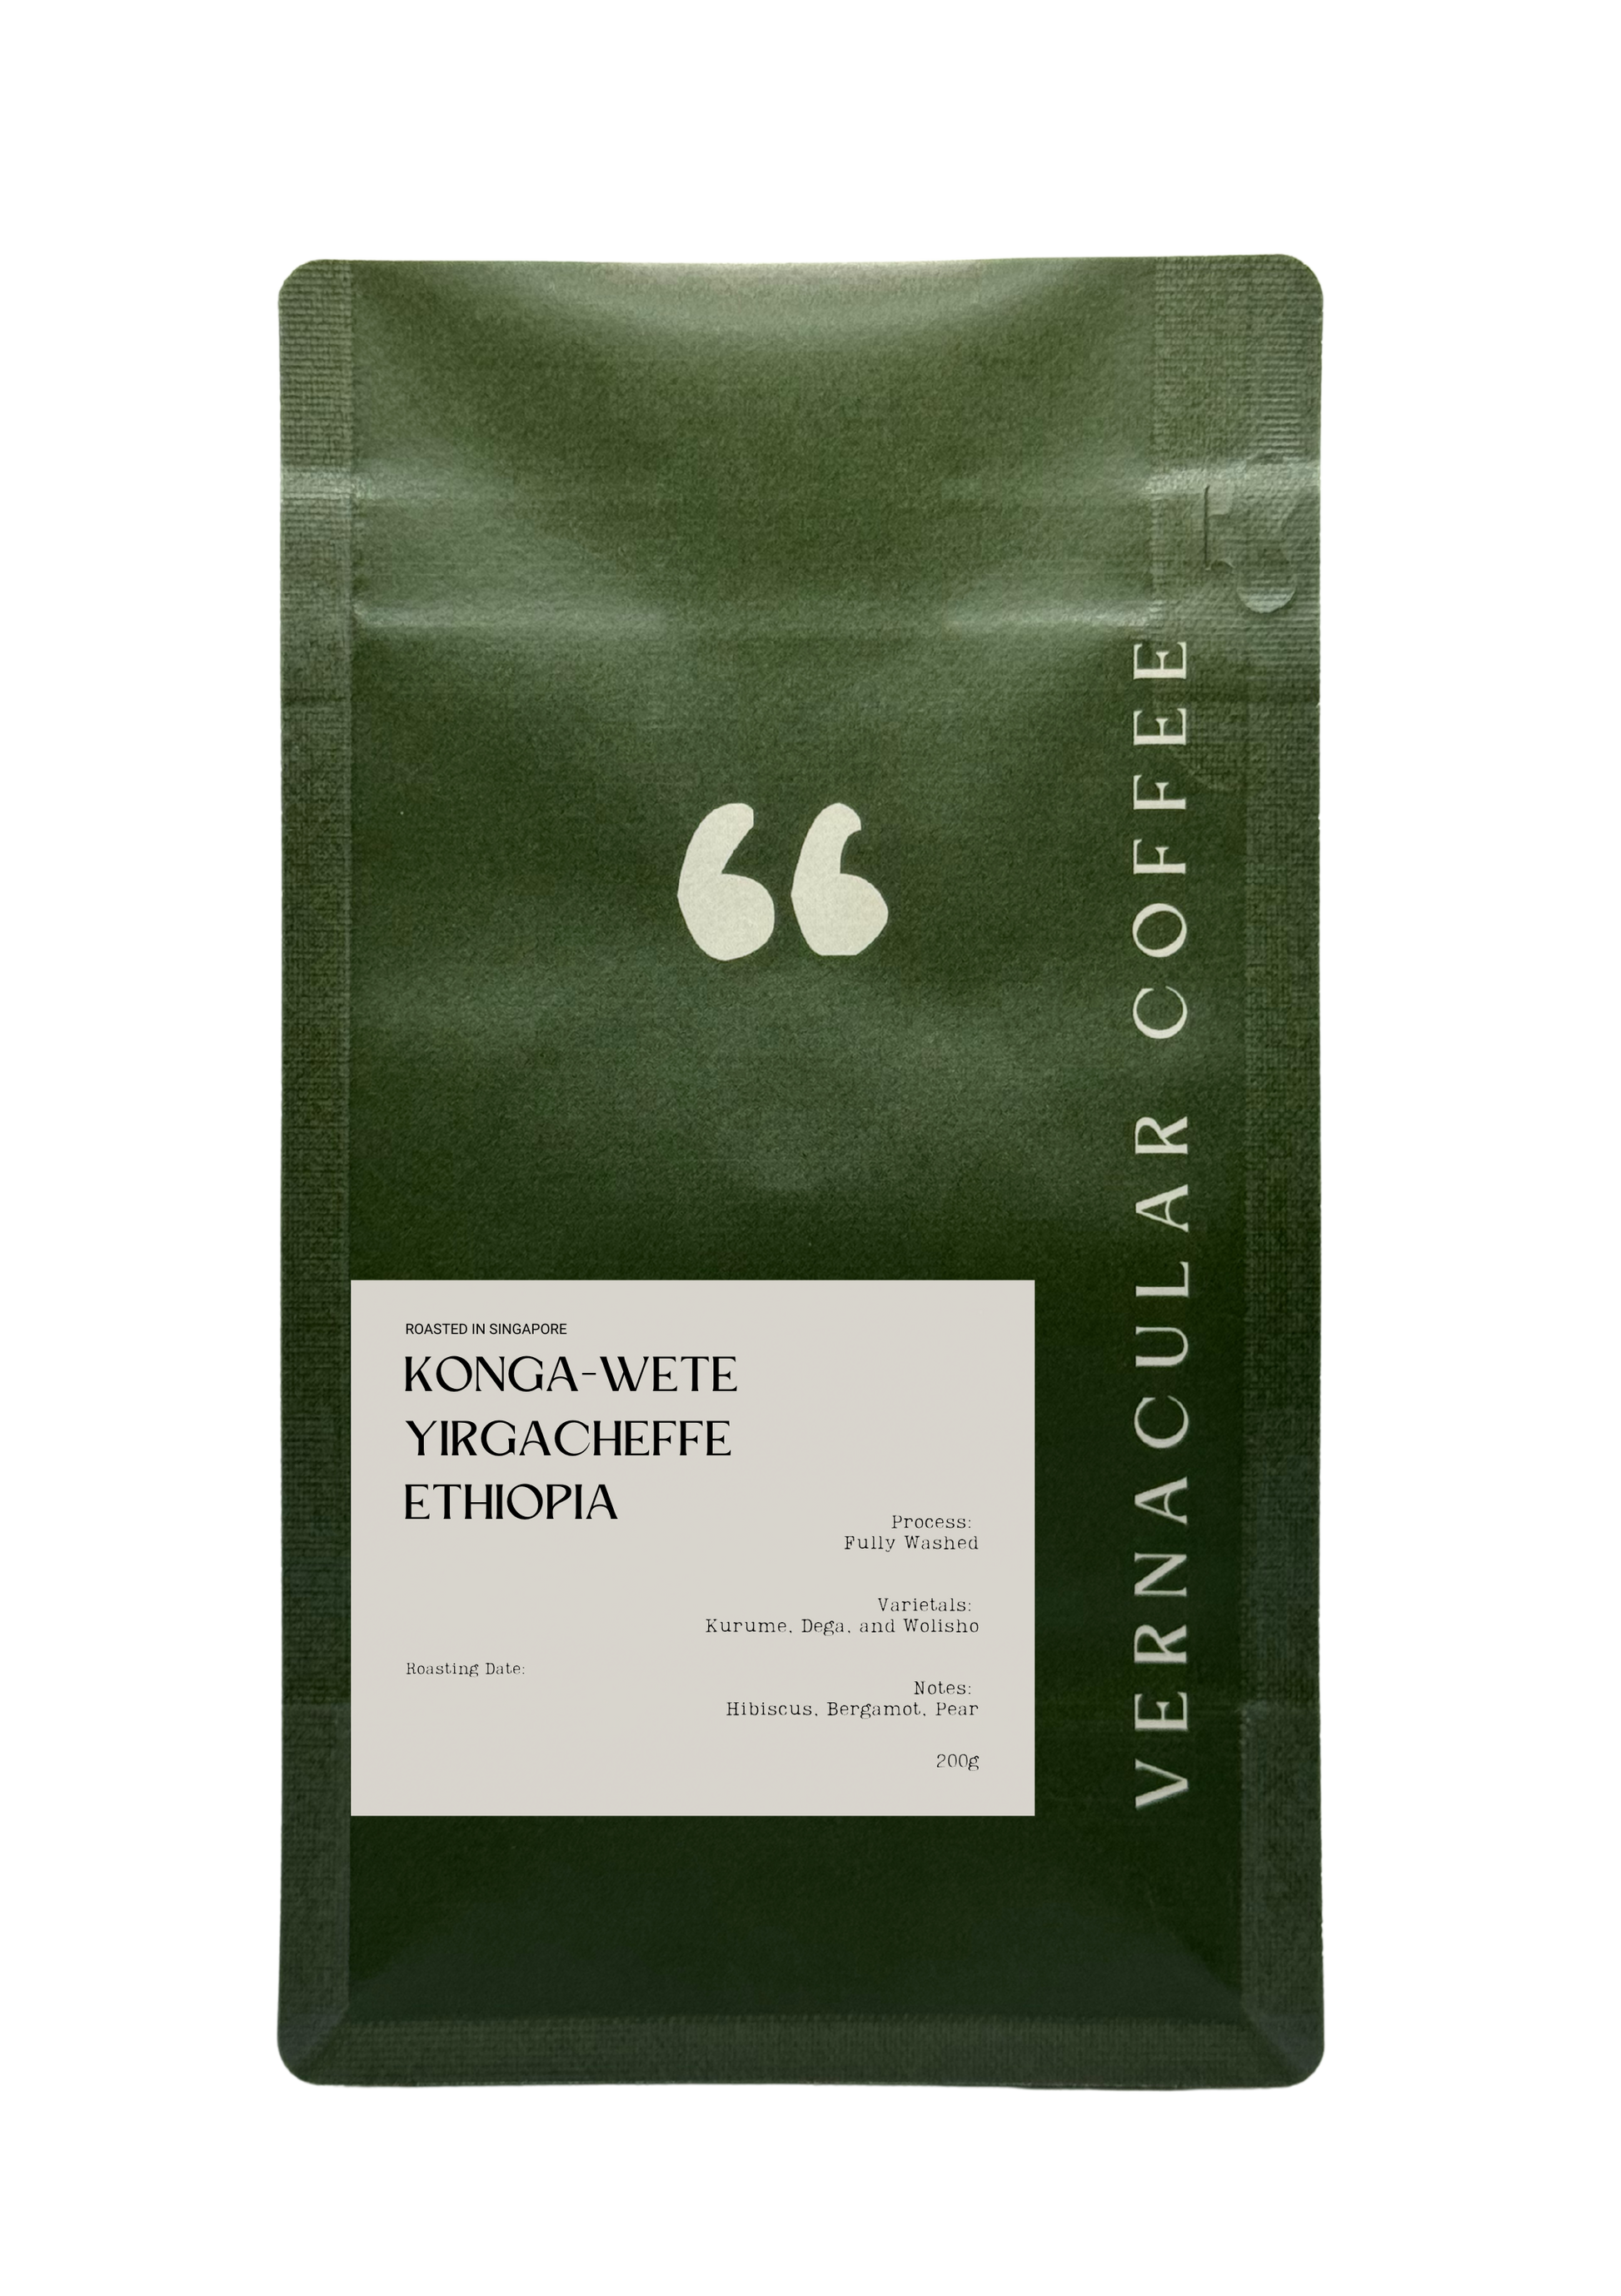 “
VERNACULAR COFFEE
ROASTED IN SINGAPORE
KONGA-WETE
YIRGACHEFFE
ETHIOPIA
Process:
Fully Washed
Varietals:
Kurume, Dega, and Wolisho
Roasting Date:
Notes:
Hibiscus, Bergamot, Pear
200g